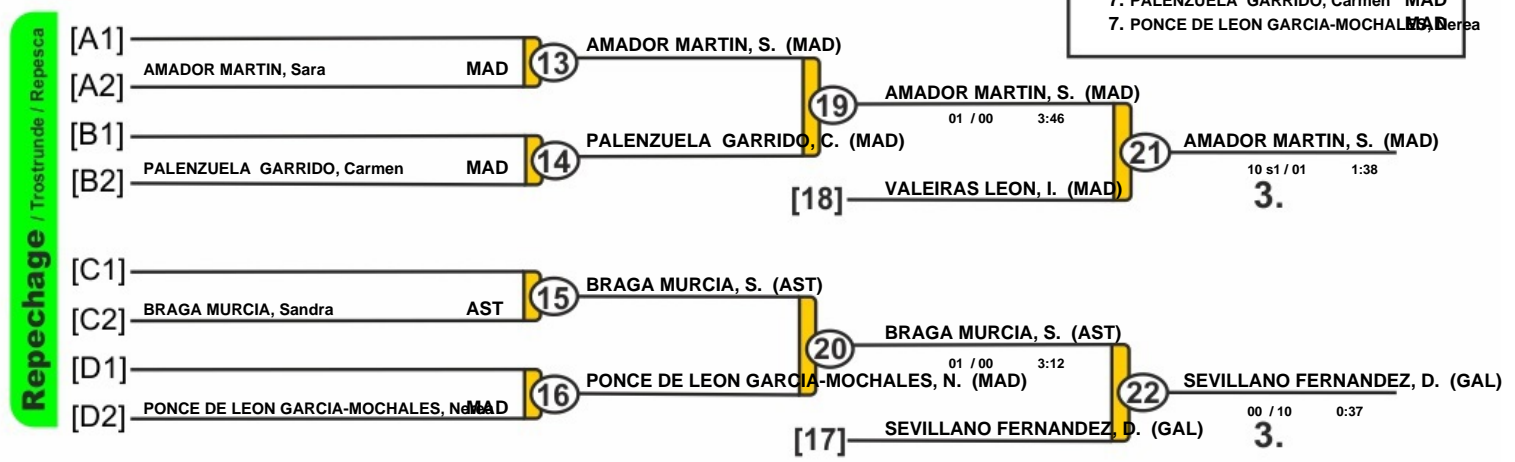 7. PALENZUELA GARRIDO, Carmen MAD
7. PONCE DE LEON GARCIA-MOCHALES, Nerea MAD
Repechage / Trostrunde / Repesca
[A1]
AMADOR MARTIN, Sara MAD
[A2]
13
AMADOR MARTIN, S. (MAD)
[B1]
PALENZUELA GARRIDO, Carmen MAD
[B2]
14
PALENZUELA GARRIDO, C. (MAD)
19
AMADOR MARTIN, S. (MAD)
01 / 00 3:46
[18]
VALEIRAS LEON, I. (MAD)
21
AMADOR MARTIN, S. (MAD)
10 s1 / 01 1:38
3.
[C1]
BRAGA MURCIA, Sandra AST
[C2]
15
BRAGA MURCIA, S. (AST)
[D1]
PONCE DE LEON GARCIA-MOCHALES, Nerea MAD
[D2]
16
PONCE DE LEON GARCIA-MOCHALES, N. (MAD)
20
BRAGA MURCIA, S. (AST)
01 / 00 3:12
[17]
SEVILLANO FERNANDEZ, D. (GAL)
22
SEVILLANO FERNANDEZ, D. (GAL)
00 / 10 0:37
3.